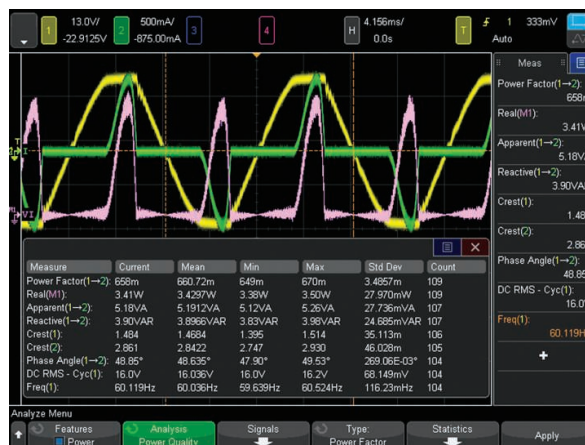 1 13.0V/ -22.9125V 2 500mA/ -875.00mA 3 4 H 4.156ms/ 0.0s T 1 333mV Auto
Meas
Power Factor(1→2):
658m
Real(M1):
3.41W
Apparent(1→2):
5.18VA
Reactive(1→2):
3.90VA
Crest(1):
1.48
Crest(2):
2.86
Phase Angle(1→2):
48.85°
DC RMS - Cyc(1):
16.0V
Freq(1):
60.119Hz
Measure Current Mean Min Max Std Dev Count
Power Factor(1→2): 658m 660.72m 649m 670m 3.4857m 109
Real(M1): 3.41W 3.4297W 3.38W 3.50W 27.970mW 109
Apparent(1→2): 5.18VA 5.1912VA 5.12VA 5.26VA 27.736mVA 107
Reactive(1→2): 3.90VAR 3.8966VAR 3.83VAR 3.98VAR 24.685mVAR 107
Crest(1): 1.484 1.4684 1.395 1.514 35.113m 104
Crest(2): 2.861 2.8422 2.747 2.930 46.028m 104
Phase Angle(1→2): 48.85° 48.635° 47.90° 49.53° 269.06E-03° 104
DC RMS - Cyc(1): 16.0V 16.036V 16.0V 16.2V 68.149mV 104
Freq(1): 60.119Hz 60.036Hz 59.639Hz 60.524Hz 116.23mHz 104
Analyze Menu
Features Analysis Signals Type: Statistics Apply
Power Power Quality Power Factor